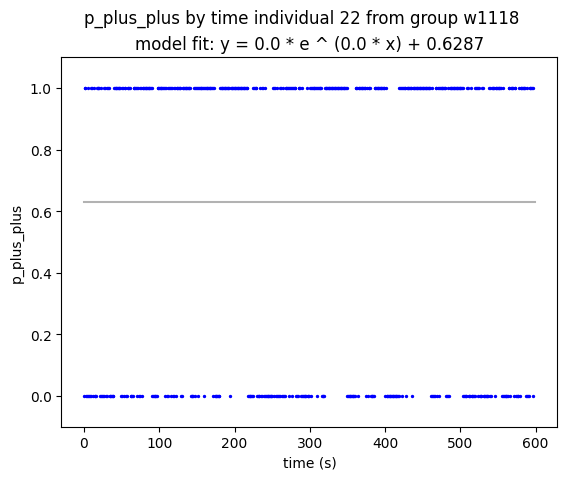 p_plus_plus by time individual 22 from group w1118
model fit: y = 0.0 * e ^ (0.0 * x) + 0.6287
1.0
0.8
0.6
0.4
0.2
0.0
p_plus_plus
0 100 200 300 400 500 600
time (s)